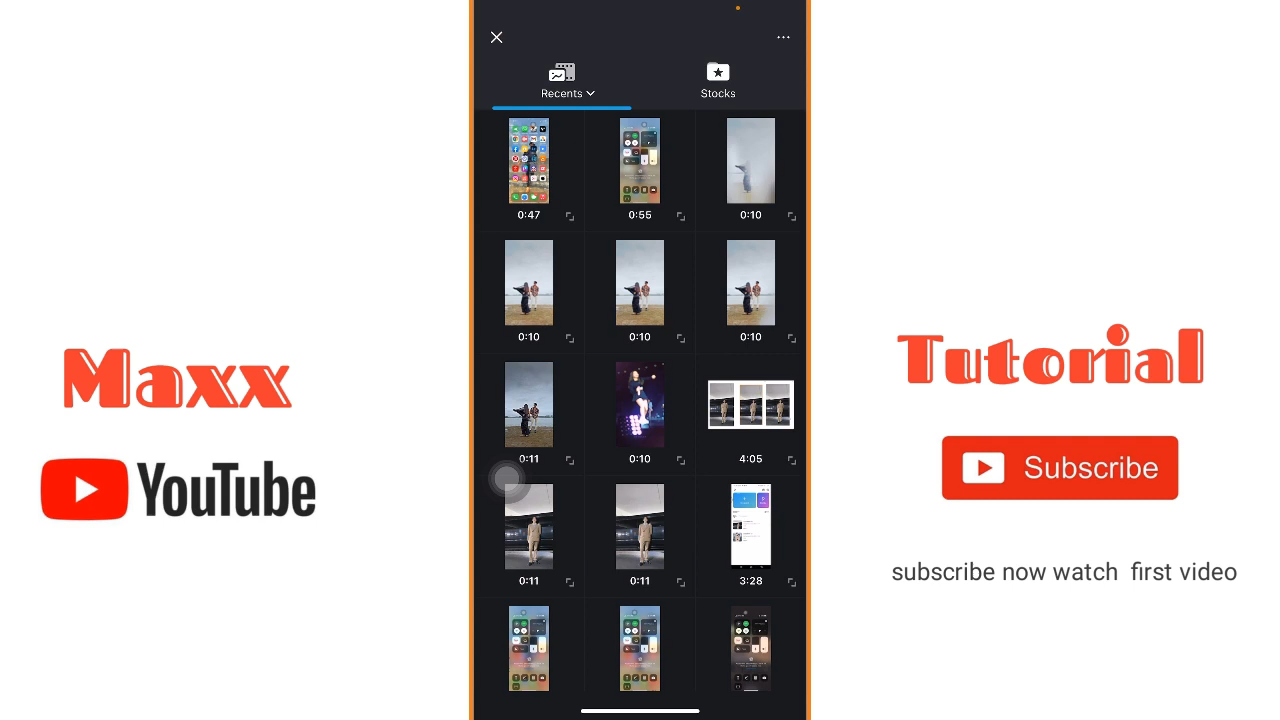 Recents
Stocks
0:47
0:55
0:10
0:10
0:10
0:10
0:11
0:10
4:05
0:11
0:11
3:28
Maxx
YouTube
Tutorial
Subscribe
subscribe now watch first video